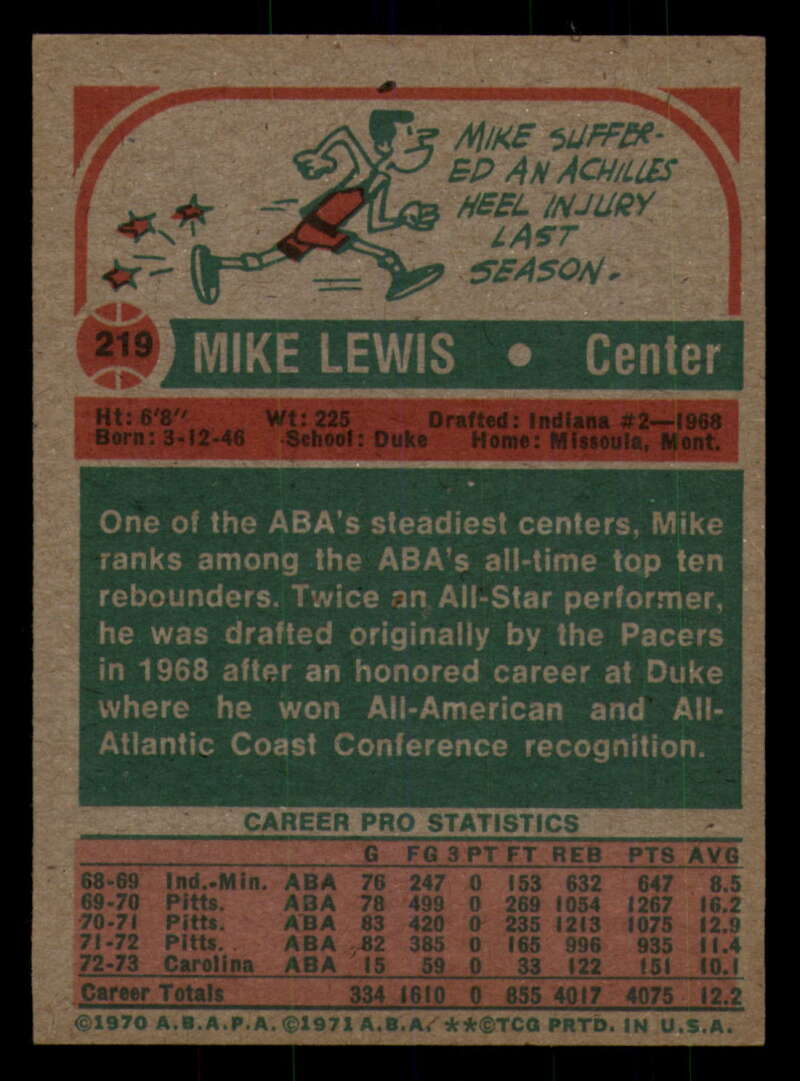 MIKE SUFFER-
ED AN ACHILLES
HEEL INJURY
LAST
SEASON.
219 MIKE LEWIS • Center
Ht: 6'8" Wt: 225 Drafted: Indiana #2—1968
Born: 3-12-46 School: Duke Home: Missoula, Mont.
One of the ABA's steadiest centers, Mike
ranks among the ABA's all-time top ten
rebounders. Twice an All-Star performer,
he was drafted originally by the Pacers
in 1968 after an honored career at Duke
where he won All-American and All-
Atlantic Coast Conference recognition.
CAREER PRO STATISTICS
G FG 3 PT FT REB PTS AVG
68-69 Ind.-Min. ABA 76 247 0 153 632 647 8.5
69-70 Pitts. ABA 78 499 0 269 1054 1267 16.2
70-71 Pitts. ABA 83 420 0 235 1213 1075 12.9
71-72 Pitts. ABA 82 385 0 165 996 935 11.4
72-73 Carolina ABA 15 59 0 33 122 151 10.1
Career Totals 334 1610 0 855 4017 4075 12.2
©1970 A.B.A.P.A. ©1971 A.B.A. **©TCG PRTD. IN U.S.A.